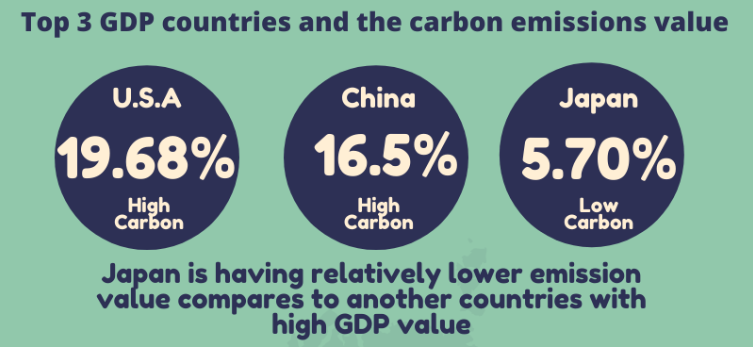 Top 3 GDP countries and the carbon emissions value
U.S.A
19.68%
High
Carbon
China
16.5%
High
Carbon
Japan
5.70%
Low
Carbon
Japan is having relatively lower emission
value compares to another countries with
high GDP value